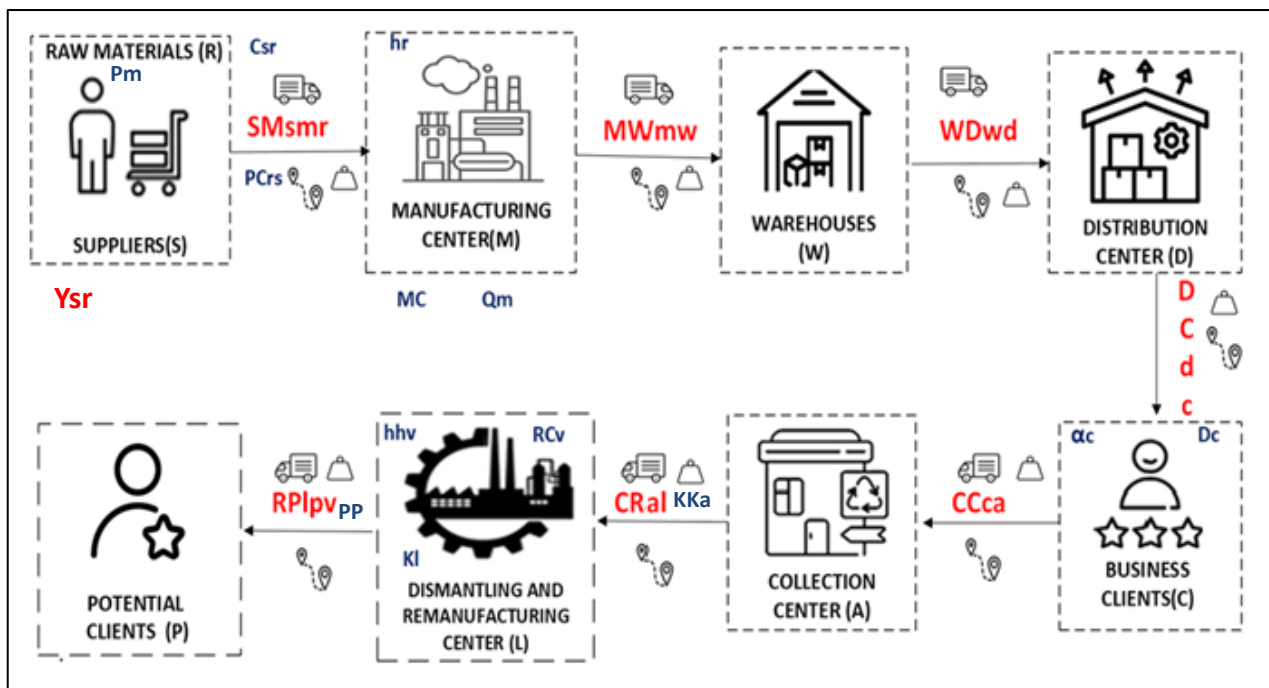 RAW MATERIALS (R)
Pm
SUPPLIERS(S)
Ysr
Csr
SMsmr
PCrs
hr
MANUFACTURING
CENTER(M)
MC
Qm
MWmw
WAREHOUSES
(W)
WDwd
DISTRIBUTION
CENTER (D)
D
C
d
c
αc
Dc
BUSINESS
CLIENTS(C)
CCca
COLLECTION
CENTER (A)
CRal
KKa
hhv
RCv
Kl
DISMANTLING AND
REMANUFACTURING
CENTER (L)
RPlpv
PP
POTENTIAL
CLIENTS (P)